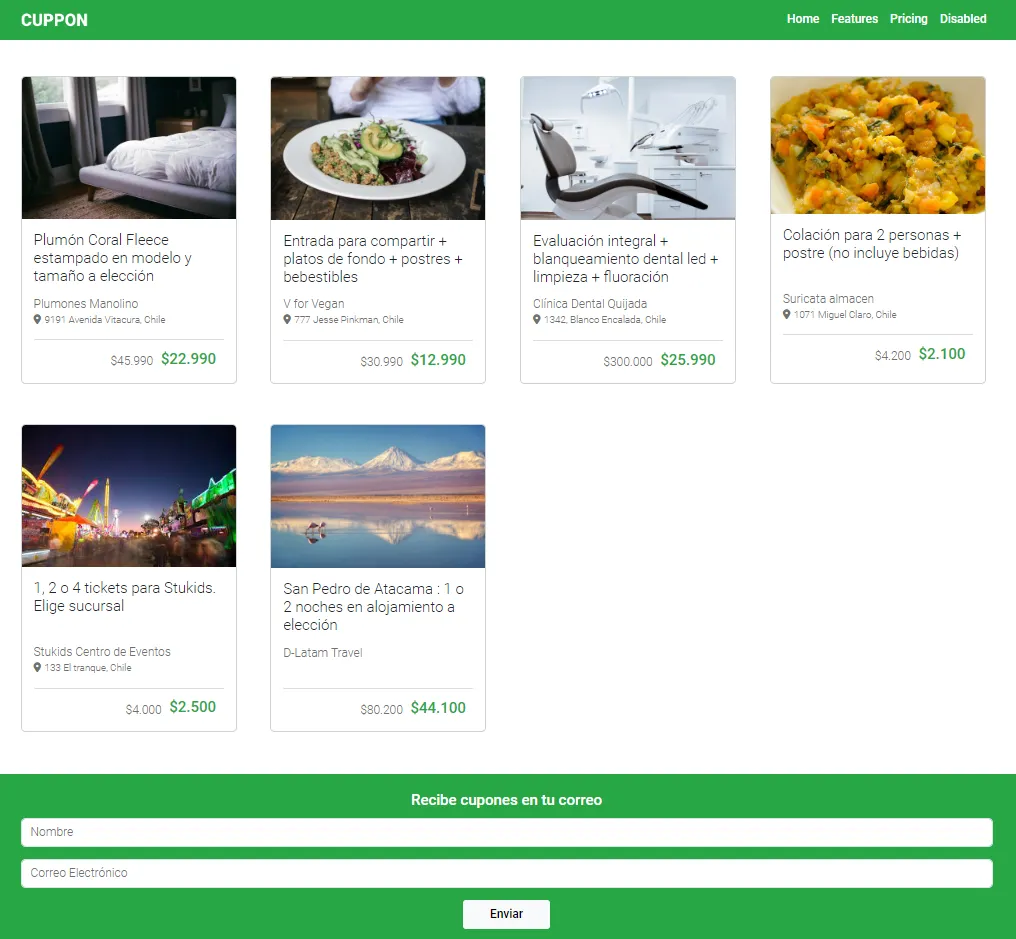 CUPPON
Home Features Pricing Disabled
Plumón Coral Fleece
estampado en modelo y
tamaño a elección
Plumones Manolino
9191 Avenida Vitacura, Chile
$45.990 $22.990
Entrada para compartir +
platos de fondo + postres +
bebestibles
V for Vegan
777 Jesse Pinkman, Chile
$30.990 $12.990
Evaluación integral +
blanqueamiento dental led +
limpieza + fluoración
Clínica Dental Quijada
1342, Blanco Encalada, Chile
$300.000 $25.990
Colación para 2 personas +
postre (no incluye bebidas)
Suricata almacen
1071 Miguel Claro, Chile
$4.200 $2.100
1, 2 o 4 tickets para Stukids.
Elige sucursal
Stukids Centro de Eventos
133 El tranque, Chile
$4.000 $2.500
San Pedro de Atacama : 1 o
2 noches en alojamiento a
elección
D-Latam Travel
$80.200 $44.100
Recibe cupones en tu correo
Nombre
Correo Electrónico
Enviar